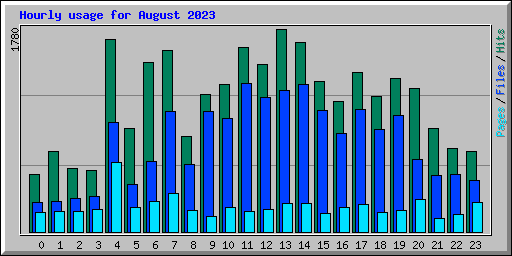 Hourly usage for August 2023
1780
Pages / Files / Hits
0 1 2 3 4 5 6 7 8 9 10 11 12 13 14 15 16 17 18 19 20 21 22 23